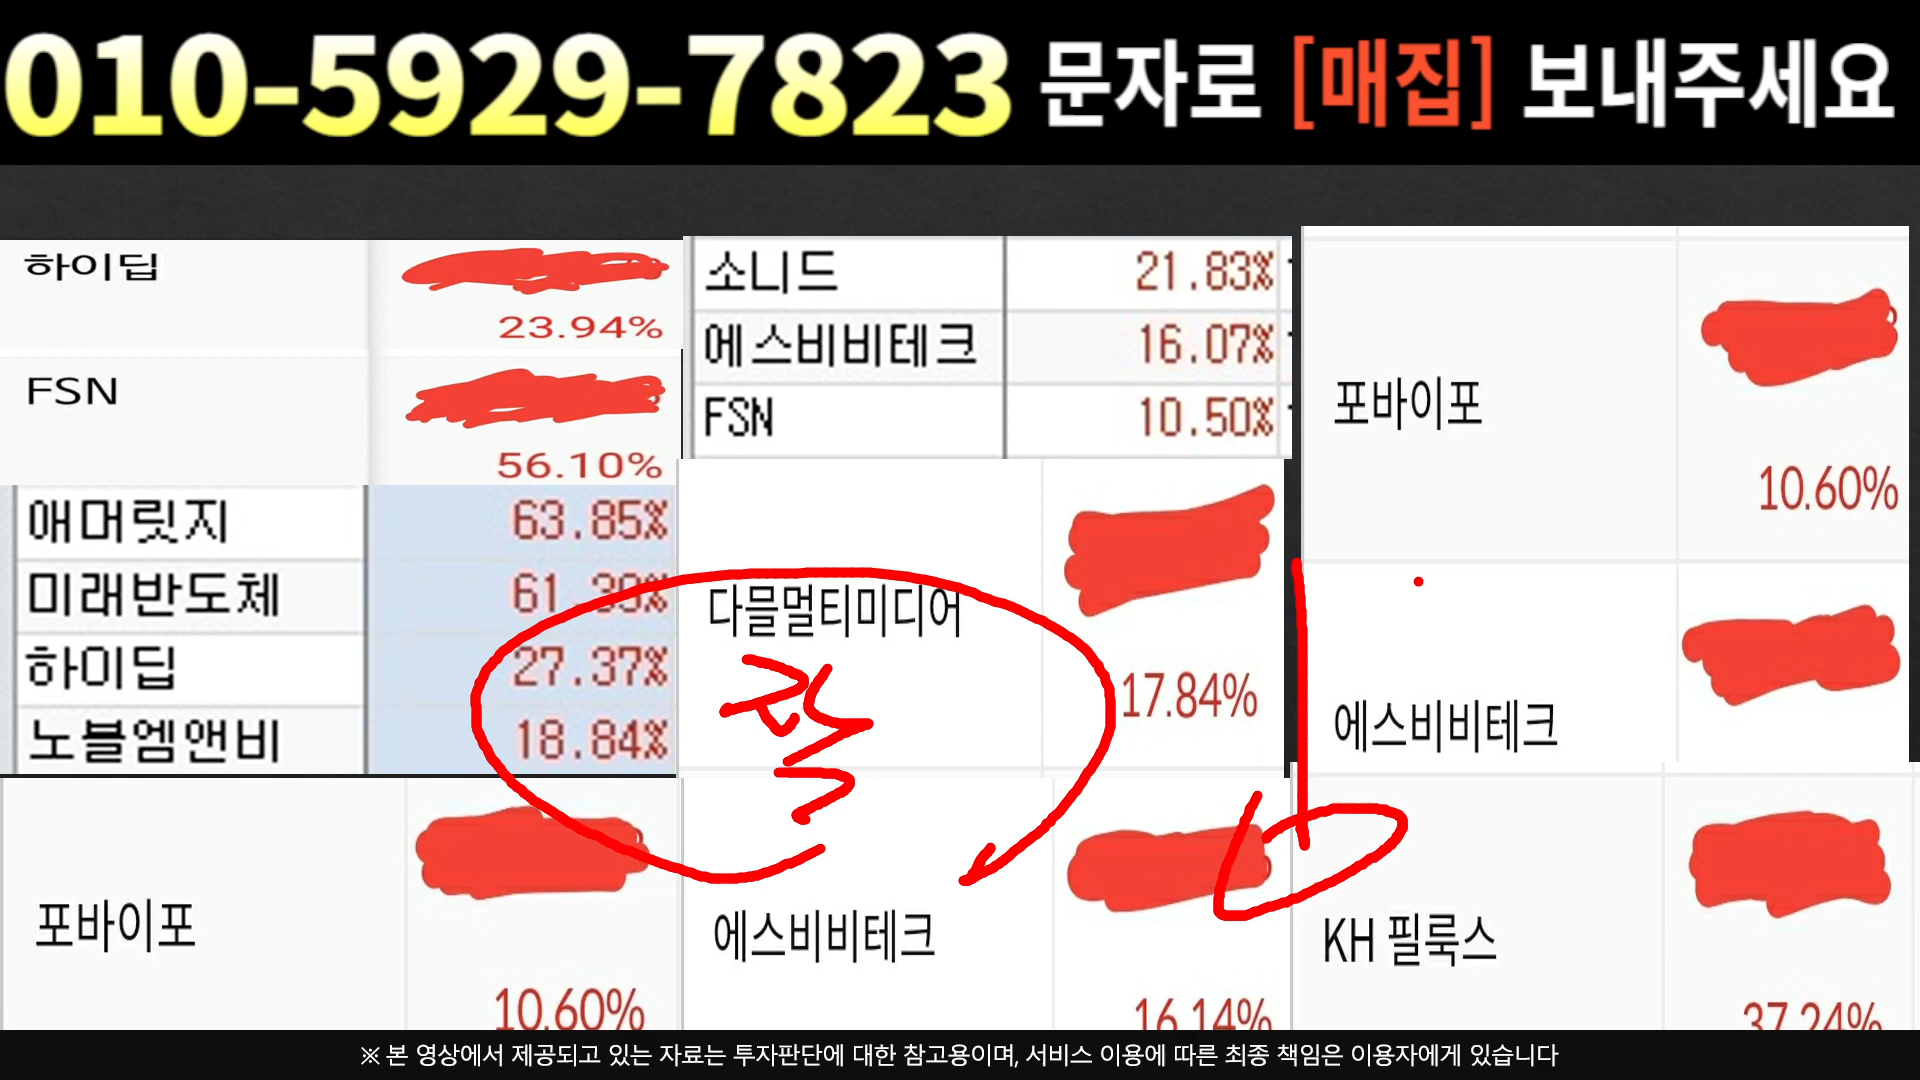 010-5929-7823 문자로 [매집] 보내주세요
하이딥
23.94%
FSN
56.10%
애머릿지 63.85%
미래반도체 61.39%
하이딥 27.37%
노블엠앤비 18.84%
소니드 21.83%
에스비비테크 16.07%
FSN 10.50%
다믈멀티미디어
17.84%
포바이포
10.60%
에스비비테크
포바이포
10.60%
에스비비테크
16.14%
KH 필룩스
37.24%
※ 본 영상에서 제공되고 있는 자료는 투자판단에 대한 참고용이며, 서비스 이용에 따른 최종 책임은 이용자에게 있습니다